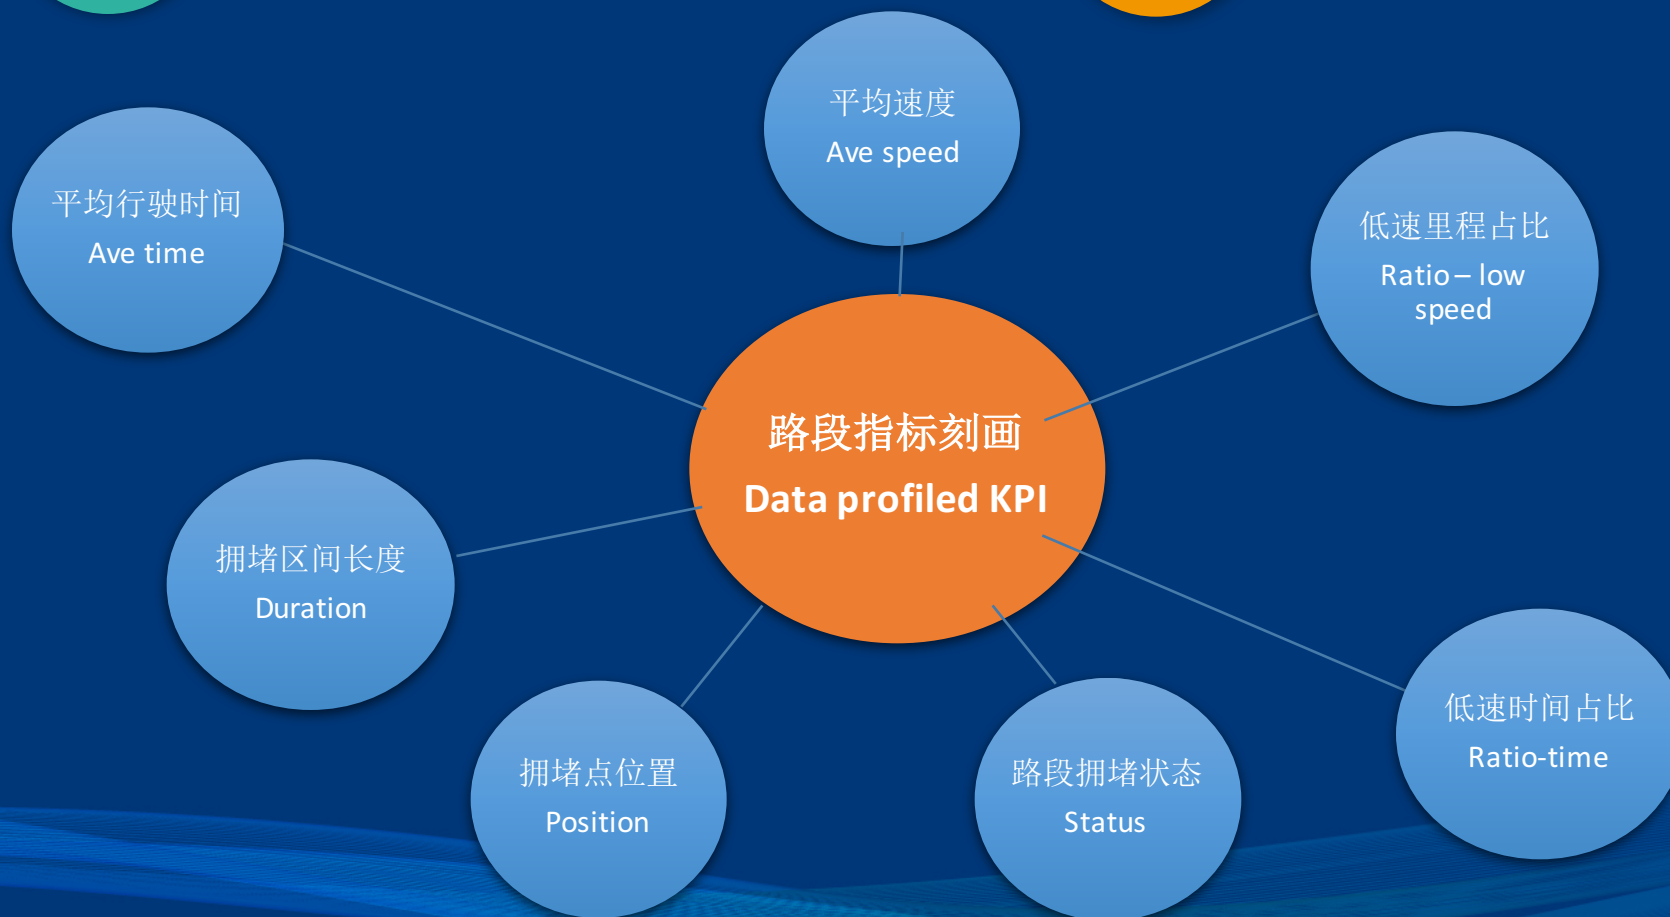 平均速度
Ave speed
平均行驶时间
Ave time
低速里程占比
Ratio – low
speed
路段指标刻画
Data profiled KPI
拥堵区间长度
Duration
低速时间占比
Ratio-time
拥堵点位置
Position
路段拥堵状态
Status